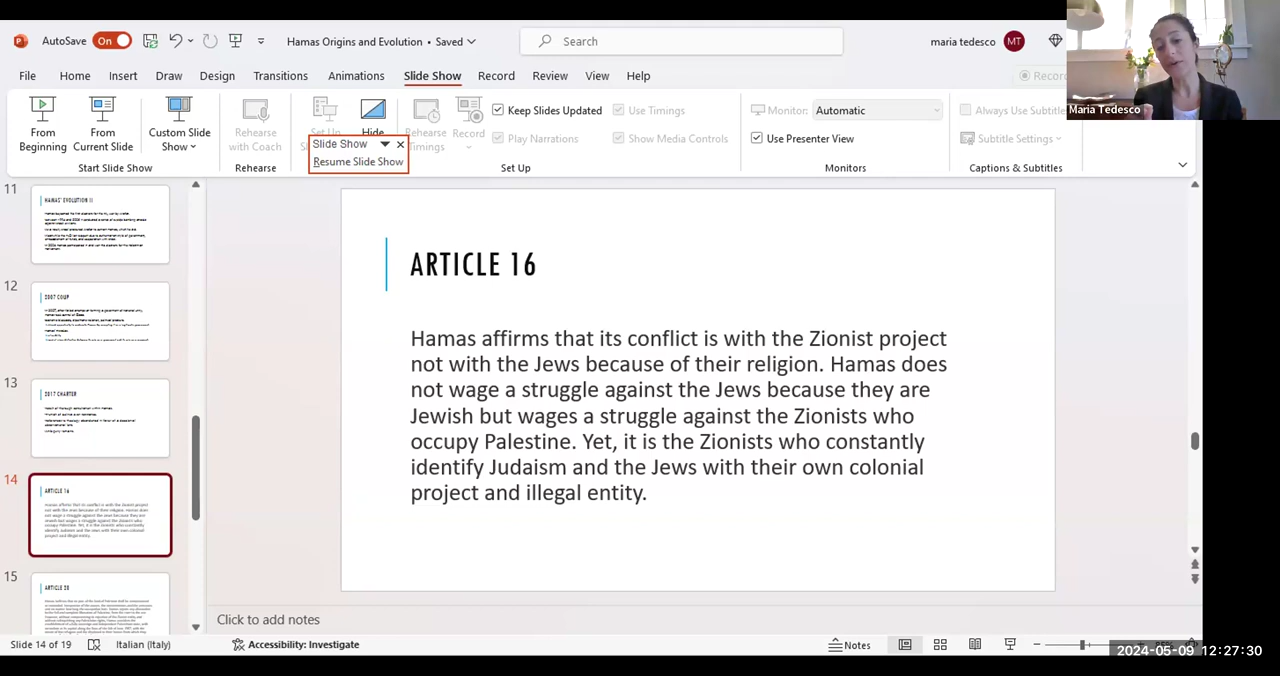 AutoSave On Hamas Origins and Evolution • Saved Search maria tedesco MT
File Home Insert Draw Design Transitions Animations Slide Show Record Review View Help Record
Maria Tedesco
From Beginning
From Current Slide
Custom Slide Show
Start Slide Show
Rehearse with Coach
Rehearse
Hide
Rehearse Timings
Record
Slide Show
Resume Slide Show
Keep Slides Updated
Play Narrations
Use Timings
Show Media Controls
Set Up
Monitor: Automatic
Use Presenter View
Monitors
Always Use Subtitle
Subtitle Settings
Captions & Subtitles
11
HAMAS' EVOLUTION II
12
2007 COUP
13
2017 CHARTER
14
ARTICLE 16
15
ARTICLE 20
ARTICLE 16
Hamas affirms that its conflict is with the Zionist project
not with the Jews because of their religion. Hamas does
not wage a struggle against the Jews because they are
Jewish but wages a struggle against the Zionists who
occupy Palestine. Yet, it is the Zionists who constantly
identify Judaism and the Jews with their own colonial
project and illegal entity.
Click to add notes
Slide 14 of 19 Italian (Italy) Accessibility: Investigate Notes
2024-05-09 12:27:30